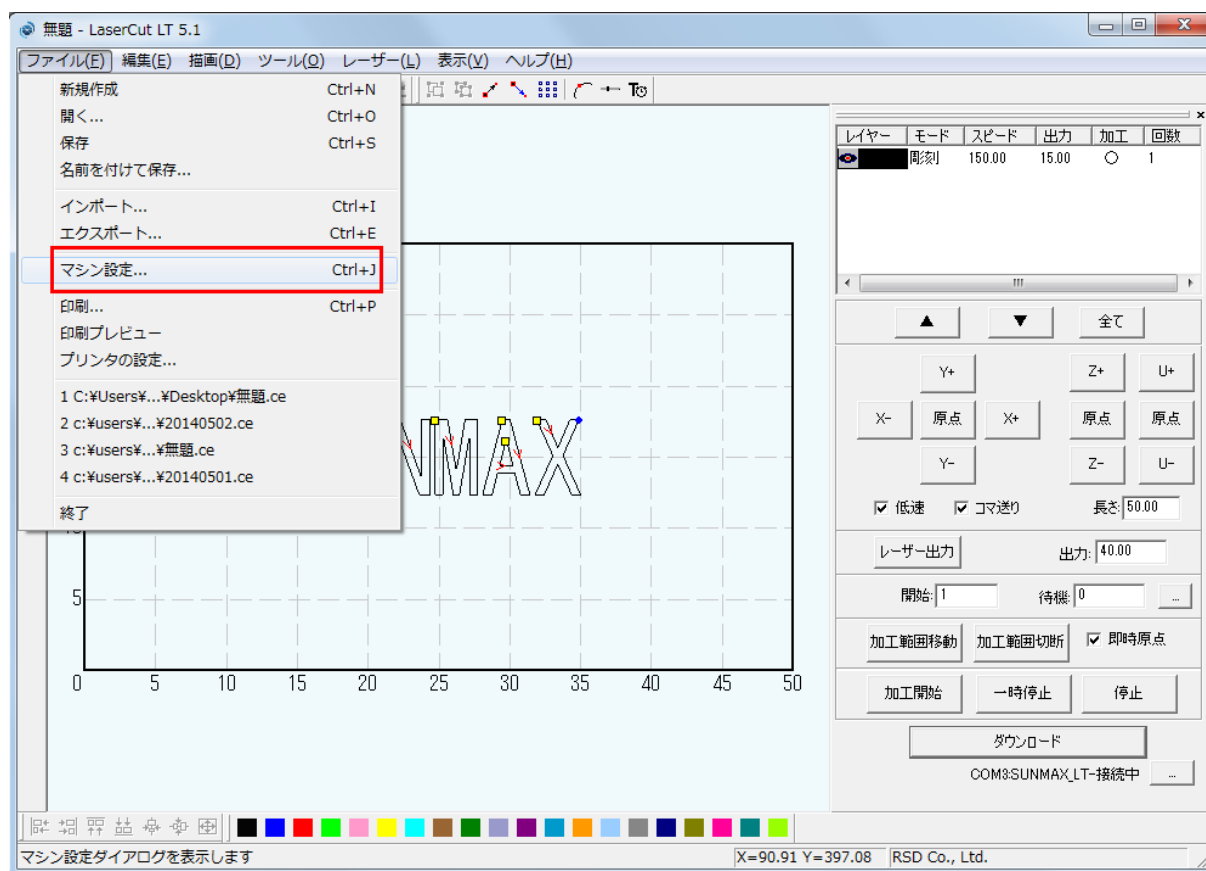 無題 - LaserCut LT 5.1
ファイル(F) 編集(E) 描画(D) ツール(O) レーザー(L) 表示(V) ヘルプ(H)
新規作成 Ctrl+N
開く... Ctrl+O
保存 Ctrl+S
名前を付けて保存...
インポート... Ctrl+I
エクスポート... Ctrl+E
マシン設定... Ctrl+J
印刷... Ctrl+P
印刷プレビュー
プリンタの設定...
1 C:¥Users¥...¥Desktop¥無題.ce
2 c:¥users¥...¥20140502.ce
3 c:¥users¥...¥無題.ce
4 c:¥users¥...¥20140501.ce
終了
NMAX
5
0 5 10 15 20 25 30 35 40 45 50
レイヤー モード スピード 出力 加工 回数
彫刻 150.00 15.00 ○ 1
▲ ▼ 全て
Y+ Z+ U+
X- 原点 X+ 原点 原点
Y- Z- U-
低速 コマ送り 長さ: 50.00
レーザー出力 出力: 40.00
開始: 1 待機: 0 ...
加工範囲移動 加工範囲切断 即時原点
加工開始 一時停止 停止
ダウンロード
COM3:SUNMAX_LT-接続中 ...
マシン設定ダイアログを表示します X=90.91 Y=397.08 RSD Co., Ltd.